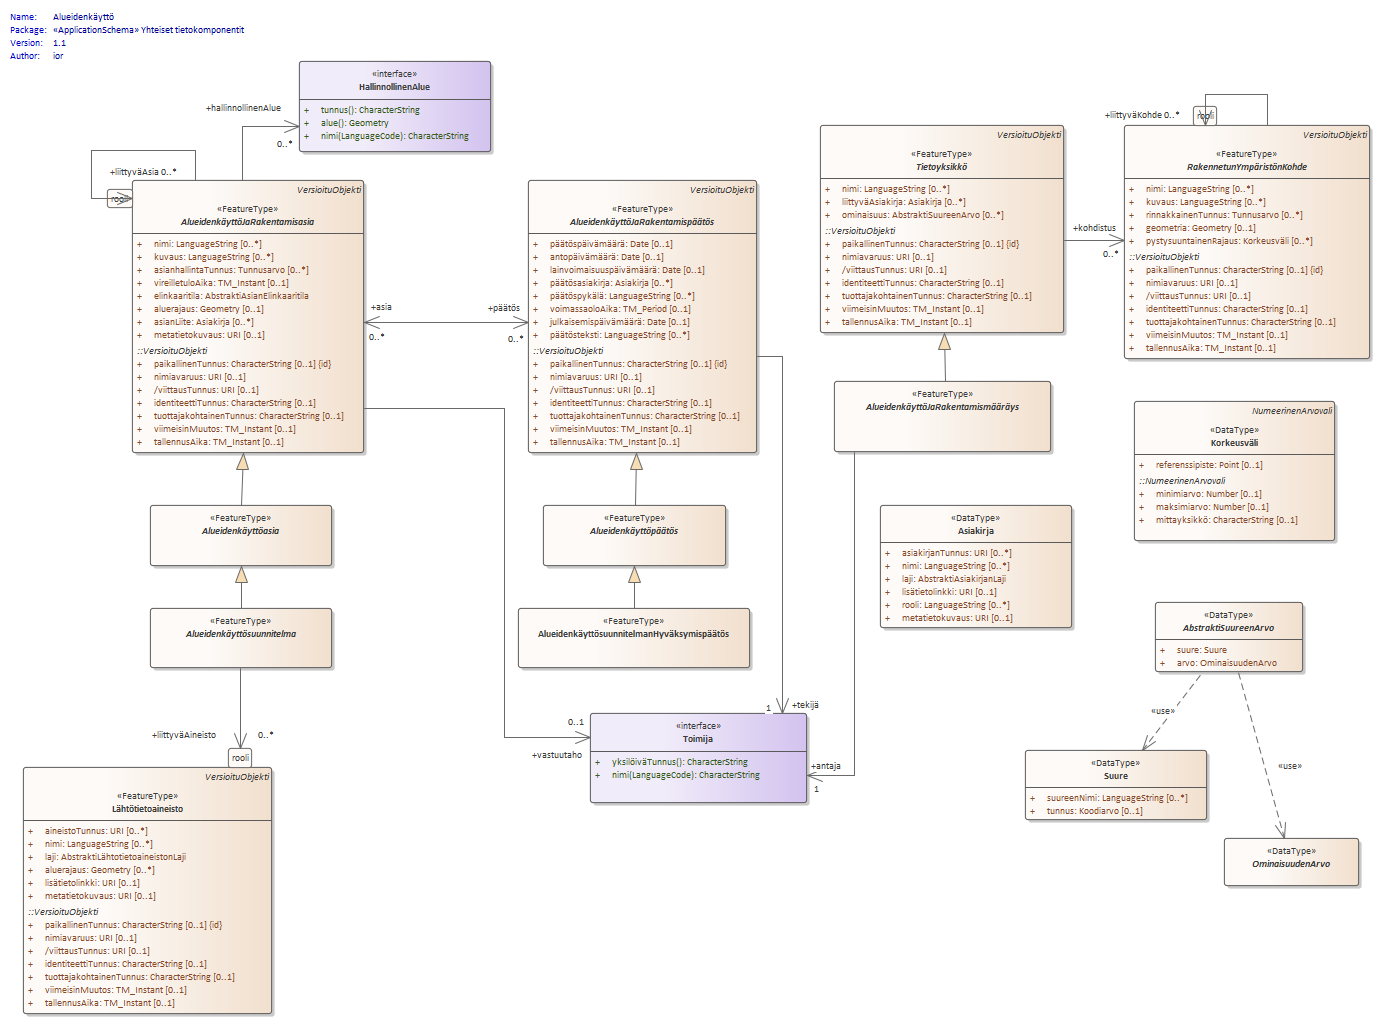 Name: Alueidenkäyttö
Package: «ApplicationSchema» Yhteiset tietokomponentit
Version: 1.1
Author: ior
«interface»
HallinnollinenAlue
+ tunnus(): CharacterString
+ alue(): Geometry
+ nimi(LanguageCode): CharacterString
+hallinnollinenAlue
0..*
+liittyväAsia 0..*
rooli
VersioituObjekti
«FeatureType»
AlueidenkäyttöJaRakentamisasia
+ nimi: LanguageString [0..*]
+ kuvaus: LanguageString [0..*]
+ asianhallintaTunnus: Tunnusarvo [0..*]
+ vireilletuloAika: TM_Instant [0..1]
+ elinkaaritila: AbstraktiAsianElinkaaritila
+ aluerajaus: Geometry [0..1]
+ asianLiite: Asiakirja [0..*]
+ metatietokuvaus: URI [0..1]
::VersioituObjekti
+ paikallinenTunnus: CharacterString [0..1] {id}
+ nimiavaruus: URI [0..1]
+ /viittausTunnus: URI [0..1]
+ identiteettiTunnus: CharacterString [0..1]
+ tuottajakohtainenTunnus: CharacterString [0..1]
+ viimeisinMuutos: TM_Instant [0..1]
+ tallennusAika: TM_Instant [0..1]
+asia
0..*
+päätös
0..*
VersioituObjekti
«FeatureType»
AlueidenkäyttöJaRakentamispäätös
+ päätöspäivämäärä: Date [0..1]
+ antopäivämäärä: Date [0..1]
+ lainvoimaisuuspäivämäärä: Date [0..1]
+ päätösasiakirja: Asiakirja [0..*]
+ päätöspykälä: LanguageString [0..*]
+ voimassaoloAika: TM_Period [0..1]
+ julkaisemispäivämäärä: Date [0..1]
+ päätösteksti: LanguageString [0..*]
::VersioituObjekti
+ paikallinenTunnus: CharacterString [0..1] {id}
+ nimiavaruus: URI [0..1]
+ /viittausTunnus: URI [0..1]
+ identiteettiTunnus: CharacterString [0..1]
+ tuottajakohtainenTunnus: CharacterString [0..1]
+ viimeisinMuutos: TM_Instant [0..1]
+ tallennusAika: TM_Instant [0..1]
VersioituObjekti
«FeatureType»
Tietoyksikkö
+ nimi: LanguageString [0..*]
+ liittyväAsiakirja: Asiakirja [0..*]
+ ominaisuus: AbstraktiSuureenArvo [0..*]
::VersioituObjekti
+ paikallinenTunnus: CharacterString [0..1] {id}
+ nimiavaruus: URI [0..1]
+ /viittausTunnus: URI [0..1]
+ identiteettiTunnus: CharacterString [0..1]
+ tuottajakohtainenTunnus: CharacterString [0..1]
+ viimeisinMuutos: TM_Instant [0..1]
+ tallennusAika: TM_Instant [0..1]
+kohdistus
0..*
+liittyväKohde 0..*
rooli
VersioituObjekti
«FeatureType»
RakennetunYmpäristönKohde
+ nimi: LanguageString [0..*]
+ kuvaus: LanguageString [0..*]
+ rinnakkainenTunnus: Tunnusarvo [0..*]
+ geometria: Geometry [0..1]
+ pystysuuntainenRajaus: Korkeusväli [0..*]
::VersioituObjekti
+ paikallinenTunnus: CharacterString [0..1] {id}
+ nimiavaruus: URI [0..1]
+ /viittausTunnus: URI [0..1]
+ identiteettiTunnus: CharacterString [0..1]
+ tuottajakohtainenTunnus: CharacterString [0..1]
+ viimeisinMuutos: TM_Instant [0..1]
+ tallennusAika: TM_Instant [0..1]
«FeatureType»
AlueidenkäyttöJaRakentamismääräys
NumeerinenArvovali
«DataType»
Korkeusväli
+ referenssipiste: Point [0..1]
::NumeerinenArvovali
+ minimiarvo: Number [0..1]
+ maksimiarvo: Number [0..1]
+ mittayksikkö: CharacterString [0..1]
«FeatureType»
Alueidenkäyttöasia
«FeatureType»
Alueidenkäyttöpäätös
«DataType»
Asiakirja
+ asiakirjanTunnus: URI [0..*]
+ nimi: LanguageString [0..*]
+ laji: AbstraktiAsiakirjanLaji
+ lisätietolinkki: URI [0..1]
+ rooli: LanguageString [0..*]
+ metatietokuvaus: URI [0..1]
«FeatureType»
Alueidenkäyttösuunnitelma
«FeatureType»
AlueidenkäyttösuunnitelmanHyväksymispäätös
«DataType»
AbstraktiSuureenArvo
+ suure: Suure
+ arvo: OminaisuudenArvo
«use»
«use»
+liittyväAineisto
0..*
rooli
0..1
+vastuutaho
1
+tekijä
+antaja
1
«interface»
Toimija
+ yksilöiväTunnus(): CharacterString
+ nimi(LanguageCode): CharacterString
«DataType»
Suure
+ suureenNimi: LanguageString [0..*]
+ tunnus: Koodiarvo [0..1]
«DataType»
OminaisuudenArvo
VersioituObjekti
«FeatureType»
Lähtötietoaineisto
+ aineistoTunnus: URI [0..*]
+ nimi: LanguageString [0..*]
+ laji: AbstraktiLähtotietoaineistonLaji
+ aluerajaus: Geometry [0..*]
+ lisätietolinkki: URI [0..1]
+ metatietokuvaus: URI [0..1]
::VersioituObjekti
+ paikallinenTunnus: CharacterString [0..1] {id}
+ nimiavaruus: URI [0..1]
+ /viittausTunnus: URI [0..1]
+ identiteettiTunnus: CharacterString [0..1]
+ tuottajakohtainenTunnus: CharacterString [0..1]
+ viimeisinMuutos: TM_Instant [0..1]
+ tallennusAika: TM_Instant [0..1]